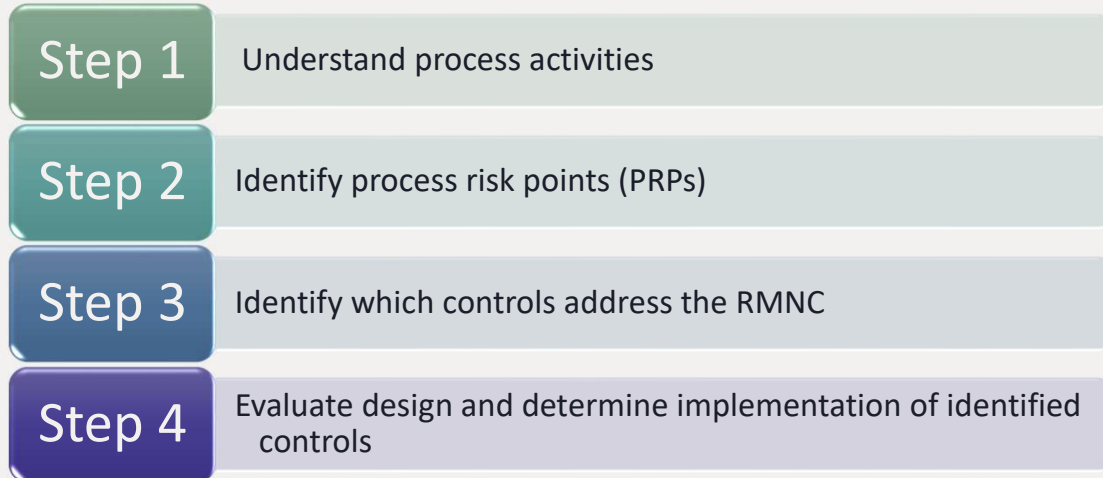 Step 1
Understand process activities
Step 2
Identify process risk points (PRPs)
Step 3
Identify which controls address the RMNC
Step 4
Evaluate design and determine implementation of identified
controls